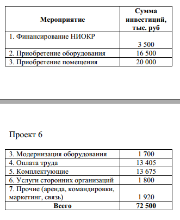 Мероприятие Сумма
инвестиций,
тыс. руб
1. Финансирование НИОКР
3 500
2. Приобретение оборудования 16 500
3. Приобретение помещения 20 000
Проект 6
3. Модернизация оборудования 1 700
4. Оплата труда 13 405
5. Комплектующие 13 675
6. Услуги сторонних организаций 1 800
7. Прочие (аренда, командировки,
маркетинг, связь) 1 920
Всего 72 500